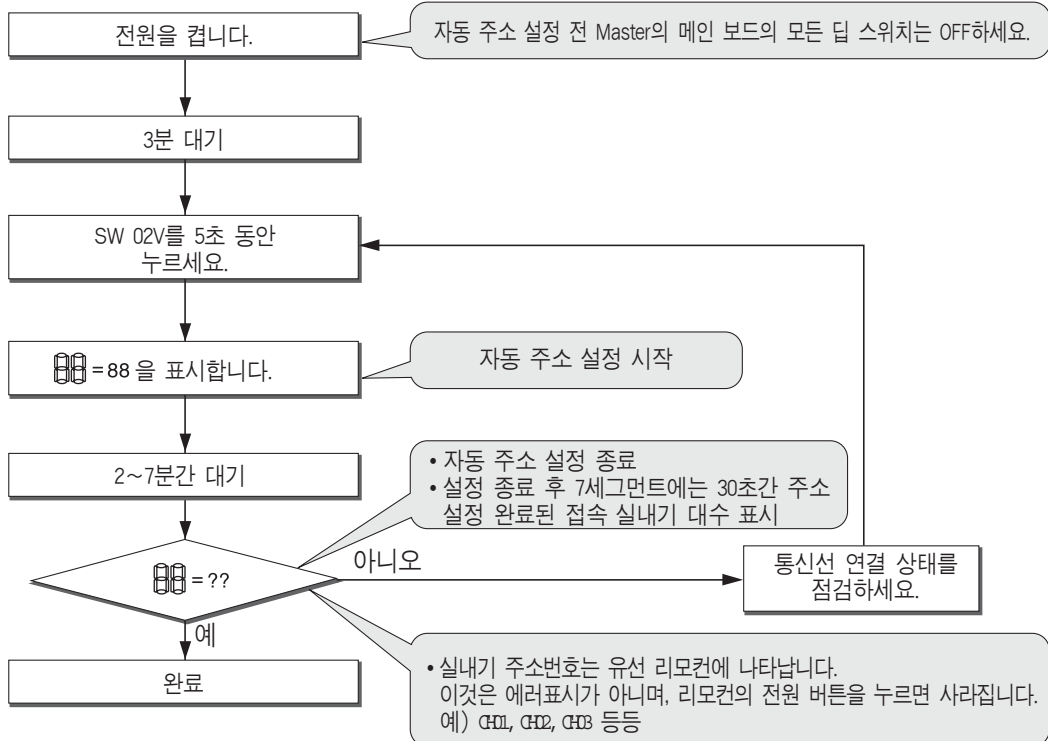 전원을 켭니다.
자동 주소 설정 전 Master의 메인 보드의 모든 딥 스위치는 OFF하세요.
3분 대기
SW 02V를 5초 동안
누르세요.
88 = 88 을 표시합니다.
자동 주소 설정 시작
2~7분간 대기
• 자동 주소 설정 종료
• 설정 종료 후 7세그먼트에는 30초간 주소
설정 완료된 접속 실내기 대수 표시
88 = ??
아니오
통신선 연결 상태를
점검하세요.
예
완료
• 실내기 주소번호는 유선 리모컨에 나타납니다.
이것은 에러표시가 아니며, 리모컨의 전원 버튼을 누르면 사라집니다.
예) CH01, CH02, CH03 등등